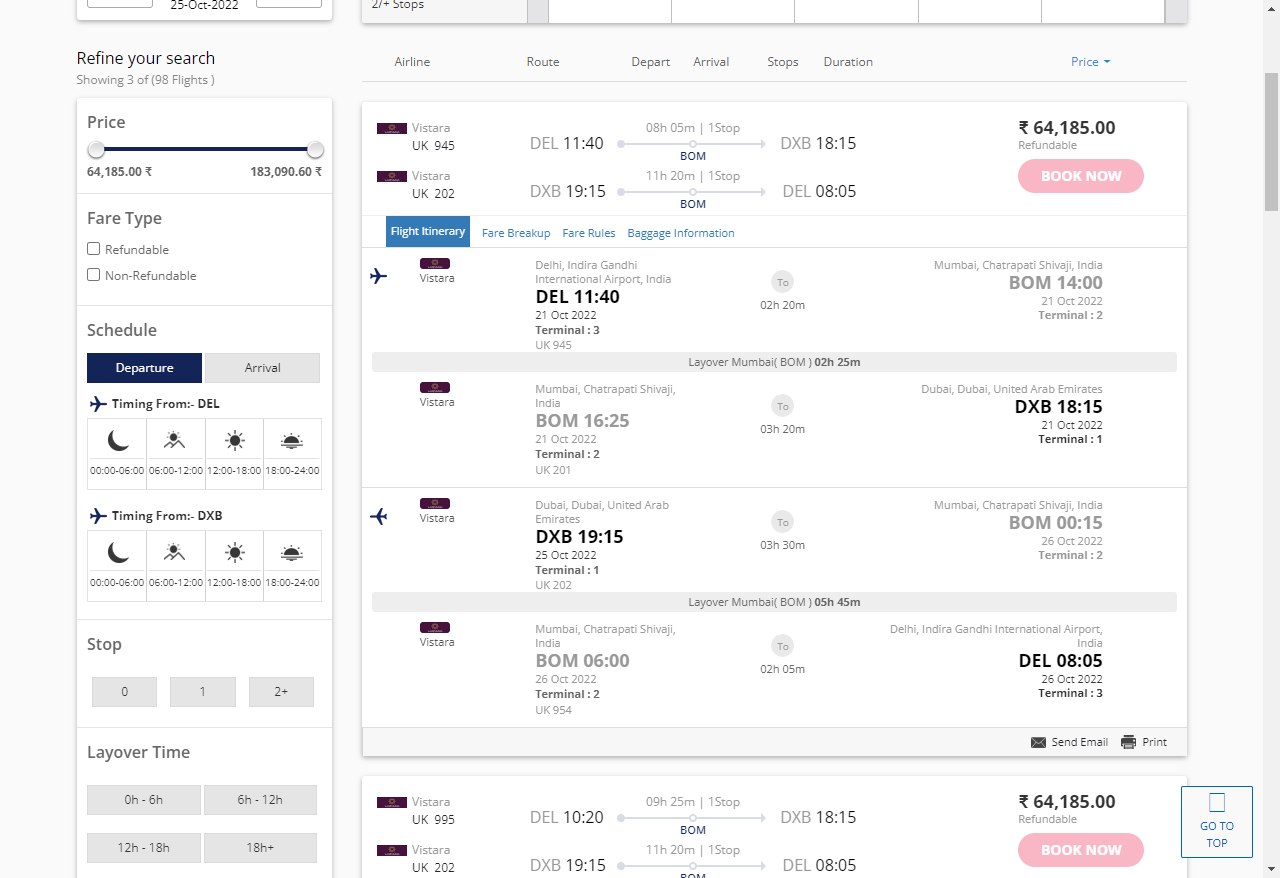 25-Oct-2022
2/+ Stops
Refine your search
Showing 3 of (98 Flights )
Price
64,185.00 ₹ 183,090.60 ₹
Fare Type
Refundable
Non-Refundable
Schedule
Departure Arrival
Timing From:- DEL
00:00-06:00 06:00-12:00 12:00-18:00 18:00-24:00
Timing From:- DXB
00:00-06:00 06:00-12:00 12:00-18:00 18:00-24:00
Stop
0 1 2+
Layover Time
0h - 6h 6h - 12h
12h - 18h 18h+
Airline Route Depart Arrival Stops Duration Price
Vistara
UK 945
DEL 11:40
08h 05m | 1Stop
BOM
DXB 18:15
Vistara
UK 202
DXB 19:15
11h 20m | 1Stop
BOM
DEL 08:05
₹ 64,185.00
Refundable
BOOK NOW
Flight Itinerary Fare Breakup Fare Rules Baggage Information
Vistara
Delhi, Indira Gandhi
International Airport, India
DEL 11:40
21 Oct 2022
Terminal : 3
UK 945
To
02h 20m
Mumbai, Chatrapati Shivaji, India
BOM 14:00
21 Oct 2022
Terminal : 2
Layover Mumbai( BOM ) 02h 25m
Vistara
Mumbai, Chatrapati Shivaji,
India
BOM 16:25
21 Oct 2022
Terminal : 2
UK 201
To
03h 20m
Dubai, Dubai, United Arab Emirates
DXB 18:15
21 Oct 2022
Terminal : 1
Vistara
Dubai, Dubai, United Arab
Emirates
DXB 19:15
25 Oct 2022
Terminal : 1
UK 202
To
03h 30m
Mumbai, Chatrapati Shivaji, India
BOM 00:15
26 Oct 2022
Terminal : 2
Layover Mumbai( BOM ) 05h 45m
Vistara
Mumbai, Chatrapati Shivaji,
India
BOM 06:00
26 Oct 2022
Terminal : 2
UK 954
To
02h 05m
Delhi, Indira Gandhi International Airport,
India
DEL 08:05
26 Oct 2022
Terminal : 3
Send Email Print
Vistara
UK 995
DEL 10:20
09h 25m | 1Stop
BOM
DXB 18:15
Vistara
UK 202
DXB 19:15
11h 20m | 1Stop
BOM
DEL 08:05
₹ 64,185.00
Refundable
BOOK NOW
GO TO
TOP